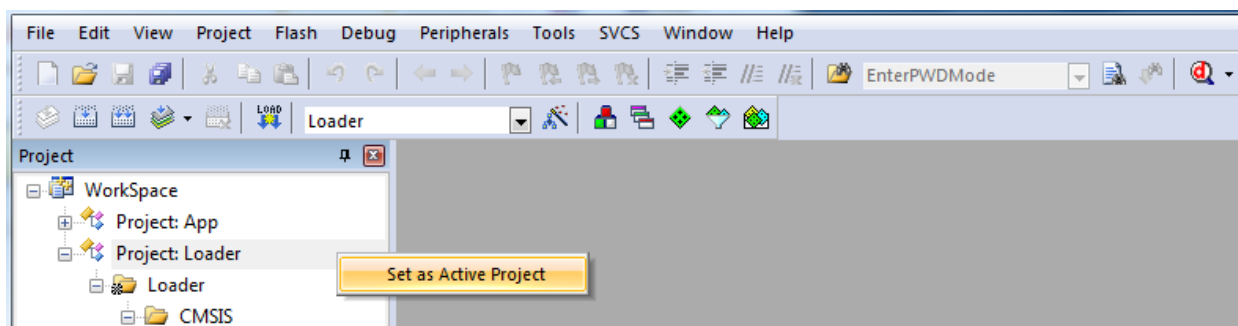 File Edit View Project Flash Debug Peripherals Tools SVCS Window Help
EnterPWDMode
LOAD Loader
Project
WorkSpace
Project: App
Project: Loader
Set as Active Project
Loader
CMSIS